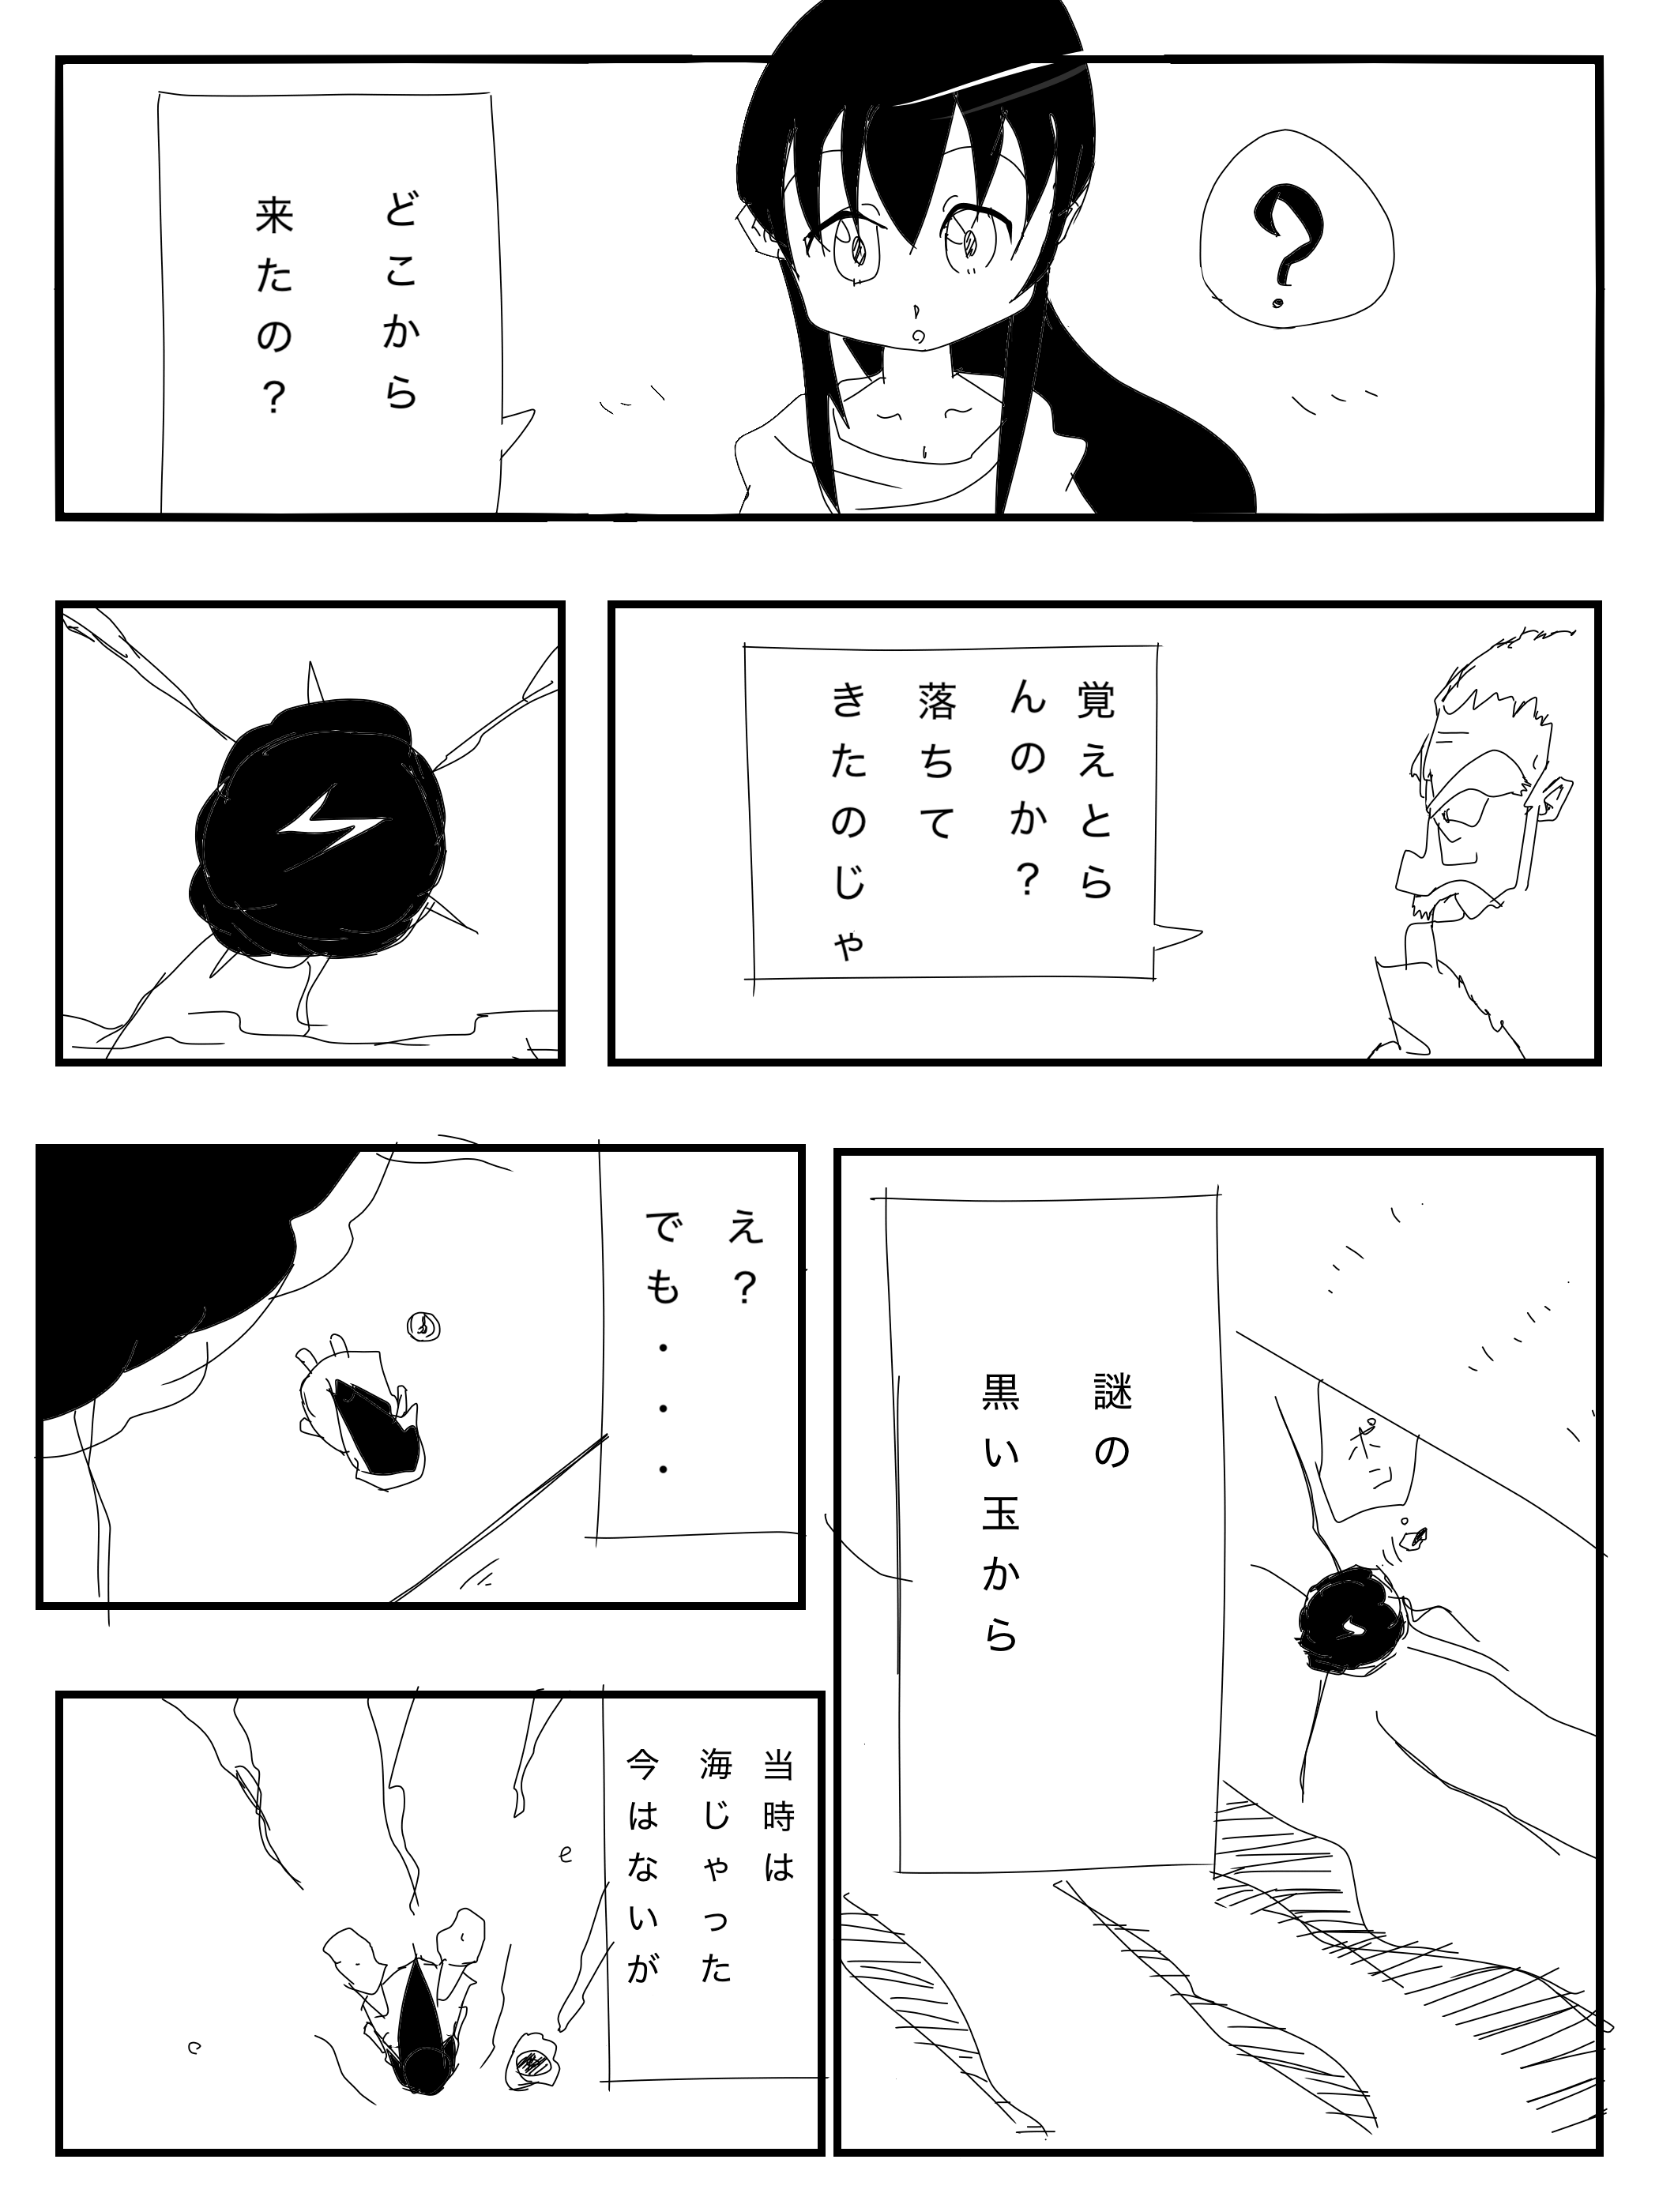 ?
どこから
来たの?
覚えとら
んのか?
落ちて
きたのじゃ
謎の
黒い玉から
え?
でも・・・
当時は
海じゃった
今はないが